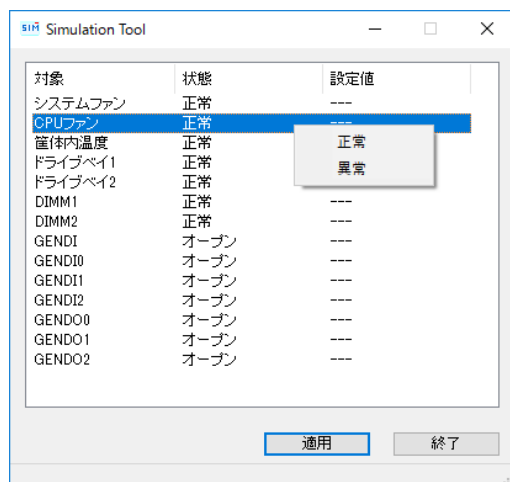 SIM Simulation Tool
対象 状態 設定値
システムファン 正常 ---
CPUファン 正常 ---
筐体内温度 正常
ドライブベイ1 正常
ドライブベイ2 正常
正常
異常
DIMM1 正常 ---
DIMM2 正常 ---
GENDI オープン ---
GENDI0 オープン ---
GENDI1 オープン ---
GENDI2 オープン ---
GENDO0 オープン ---
GENDO1 オープン ---
GENDO2 オープン ---
適用 終了